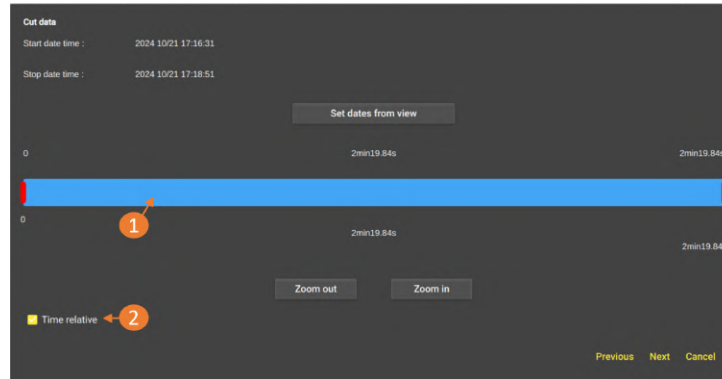 Cut data
Start date time : 2024 10/21 17:16:31
Stop date time : 2024 10/21 17:18:51
Set dates from view
0 2min19.84s 2min19.84s
1
0
2min19.84s
2min19.84
Zoom out Zoom in
Time relative 2
Previous Next Cancel